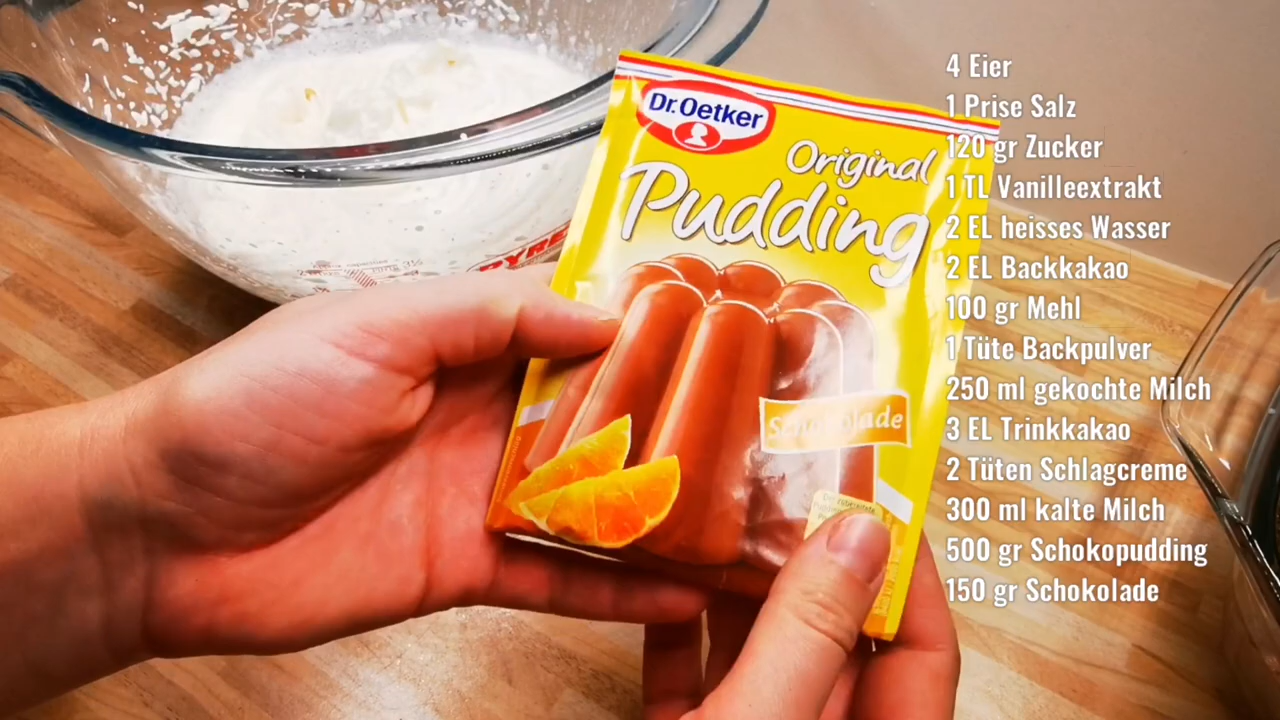 Dr.Oetker
Original
Pudding
Schokolade
PYREX
4 Eier
1 Prise Salz
120 gr Zucker
1 TL Vanilleextrakt
2 EL heisses Wasser
2 EL Backkakao
100 gr Mehl
1 Tüte Backpulver
250 ml gekochte Milch
3 EL Trinkkakao
2 Tüten Schlagcreme
300 ml kalte Milch
500 gr Schokopudding
150 gr Schokolade